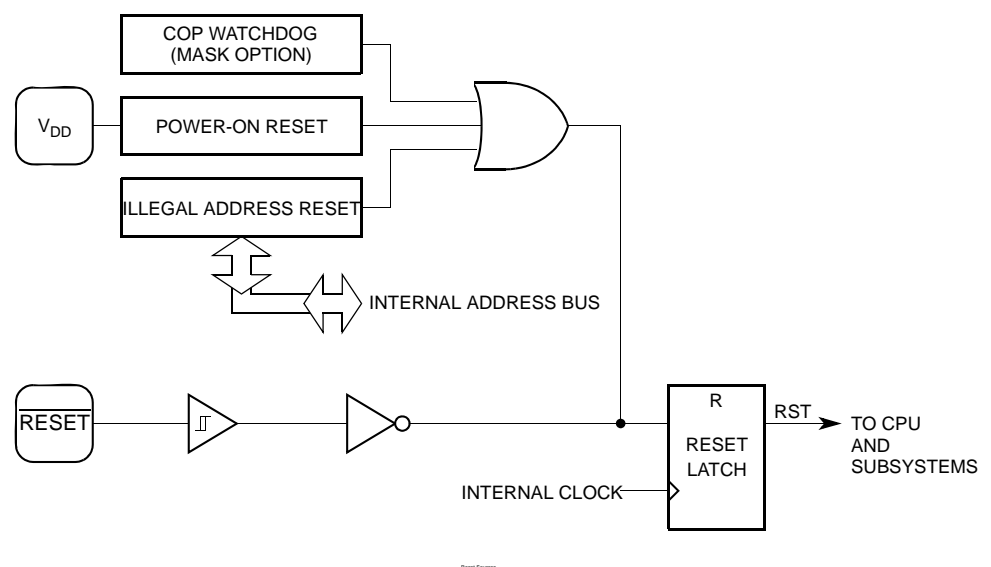 COP WATCHDOG
(MASK OPTION)
VDD
POWER-ON RESET
ILLEGAL ADDRESS RESET
INTERNAL ADDRESS BUS
RESET
R
RESET
LATCH
RST
TO CPU
AND
SUBSYSTEMS
INTERNAL CLOCK